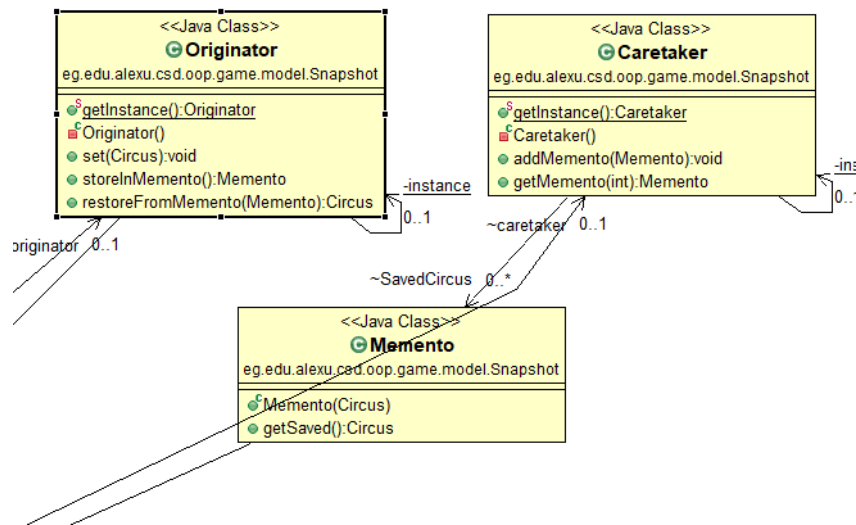 <<Java Class>>
Originator
eg.edu.alexu.csd.oop.game.model.Snapshot
getInstance():Originator
Originator()
set(Circus):void
storeInMemento():Memento
restoreFromMemento(Memento):Circus
-instance
0..1
originator 0..1
<<Java Class>>
Caretaker
eg.edu.alexu.csd.oop.game.model.Snapshot
getInstance():Caretaker
Caretaker()
addMemento(Memento):void
getMemento(int):Memento
0..1
~caretaker 0..1
~SavedCircus 0..*
<<Java Class>>
Memento
eg.edu.alexu.csd.oop.game.model.Snapshot
Memento(Circus)
getSaved():Circus